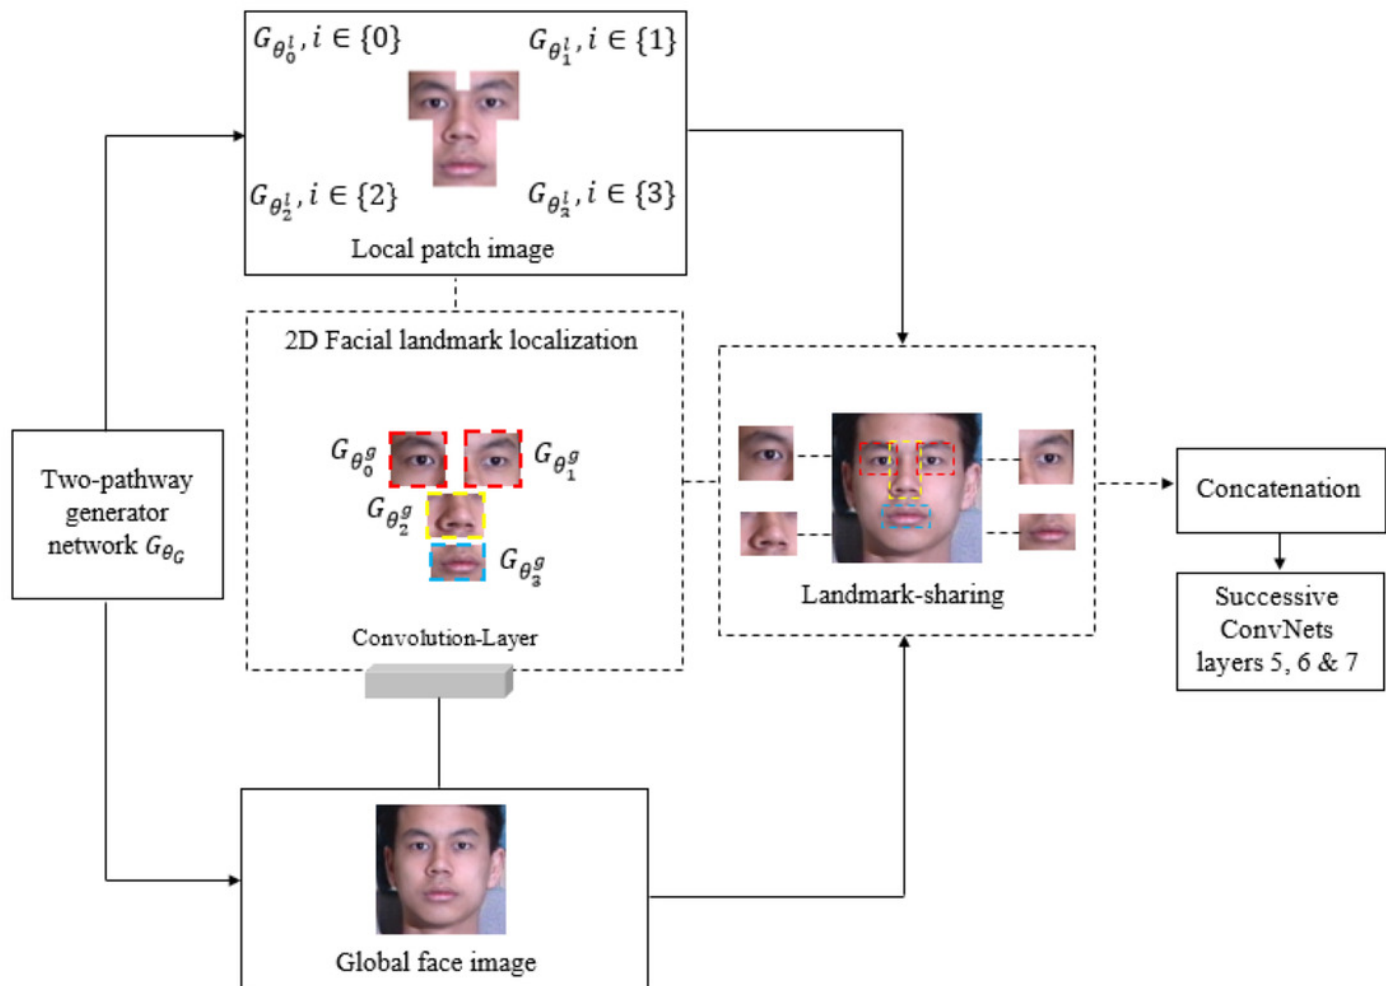 G_{θ_0^l}, i ∈ {0}
G_{θ_1^l}, i ∈ {1}
G_{θ_2^l}, i ∈ {2}
G_{θ_3^l}, i ∈ {3}
Local patch image
2D Facial landmark localization
G_{θ_0^g}
G_{θ_1^g}
G_{θ_2^g}
G_{θ_3^g}
Convolution-Layer
Two-pathway
generator
network G_{θ_G}
Landmark-sharing
Concatenation
Successive
ConvNets
layers 5, 6 & 7
Global face image